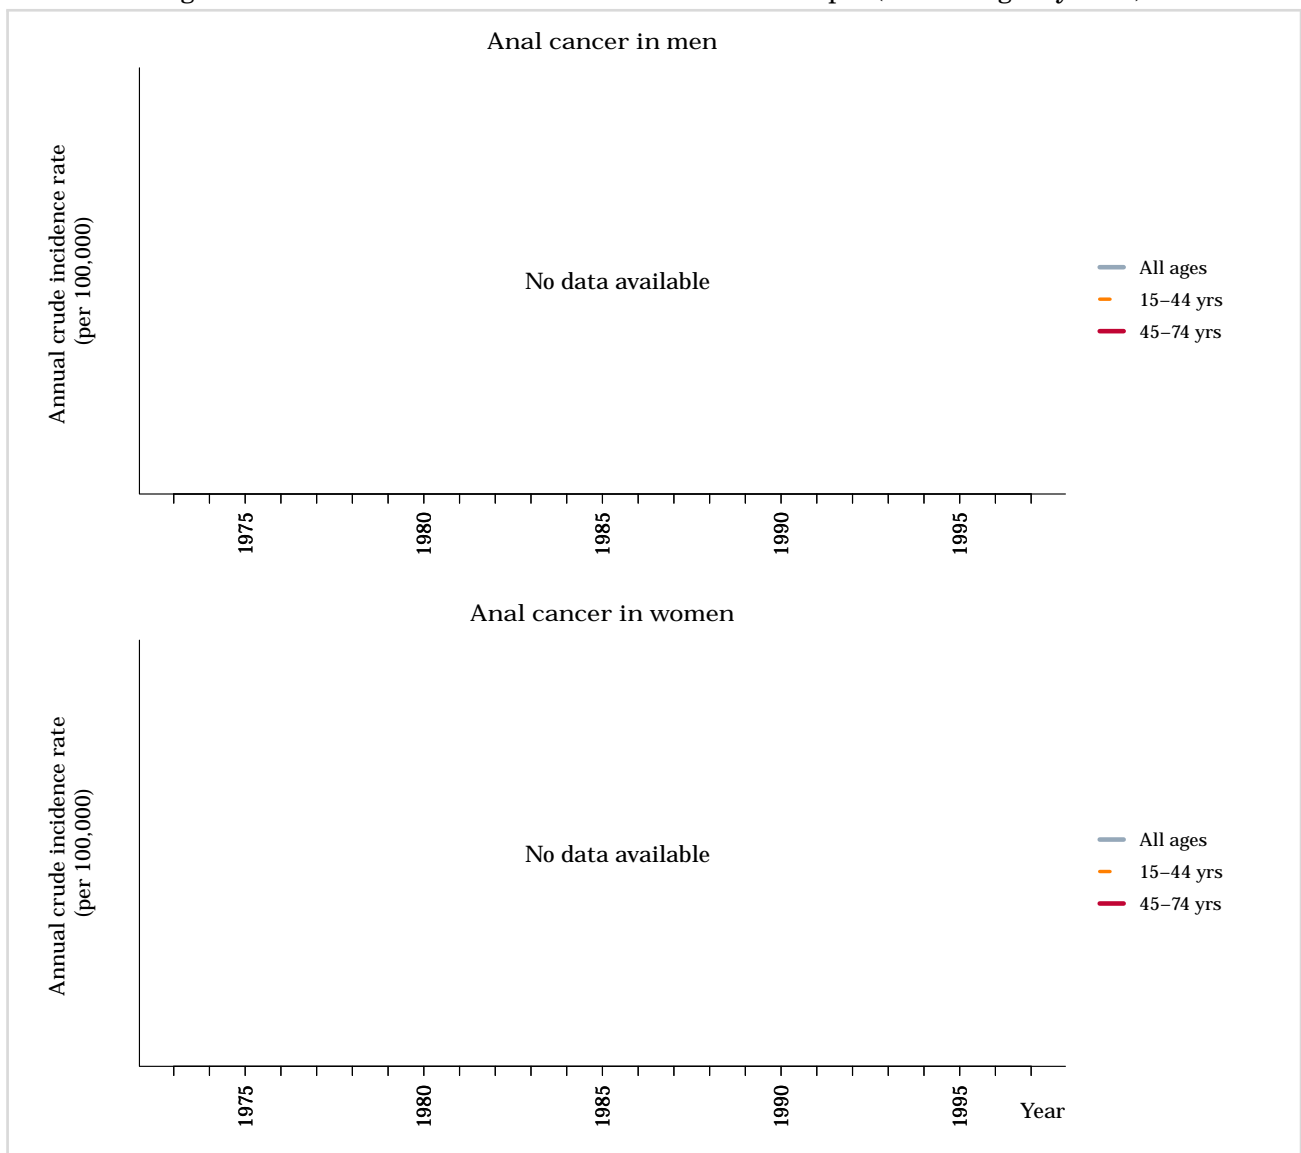 Anal cancer in men
Annual crude incidence rate
(per 100,000)
No data available
All ages
15–44 yrs
45–74 yrs
1975
1980
1985
1990
1995
Anal cancer in women
Annual crude incidence rate
(per 100,000)
No data available
All ages
15–44 yrs
45–74 yrs
1975
1980
1985
1990
1995
Year